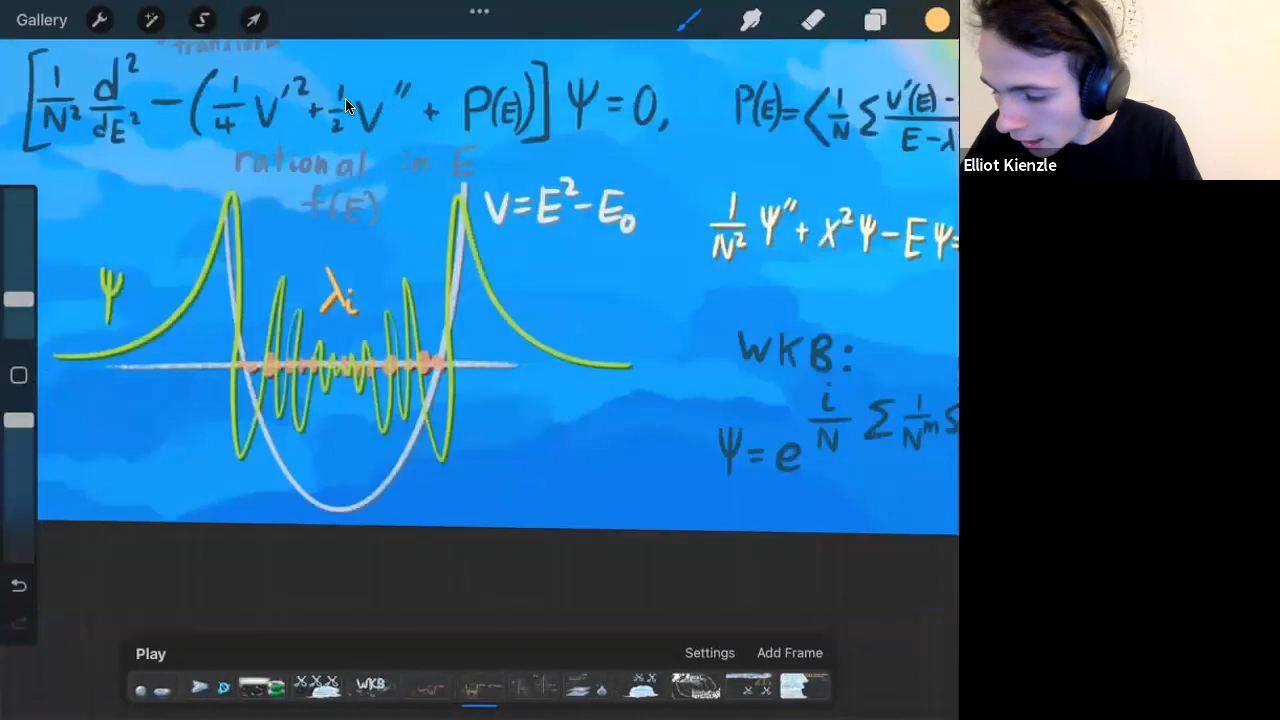 Gallery
transform
[1/N² d²/dE² − (1/4 V'² + 1/2 V'' + P(E))] Ψ = 0,
P(E) = ⟨1/N Σ V'(E) -
E - λ
rational in E
f(E)
V = E² - E₀
1/N² Ψ'' + x²Ψ - EΨ =
Ψ
λi
WKB:
Ψ = e^{i/N Σ 1/N^m S
Elliot Kienzle
Play
Settings
Add Frame
WKB